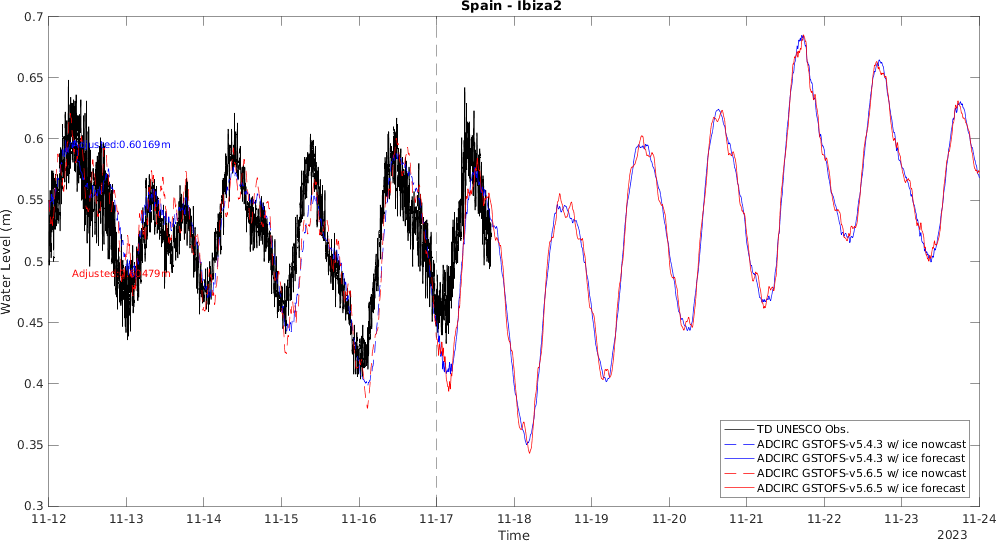 Spain - Ibiza2
0.7
0.65
0.6
0.55
0.5
0.45
0.4
0.35
0.3
Water Level (m)
Adjusted:0.60169m
TD UNESCO Obs.
ADCIRC GSTOFS-v5.4.3 w/ ice nowcast
ADCIRC GSTOFS-v5.4.3 w/ ice forecast
ADCIRC GSTOFS-v5.6.5 w/ ice nowcast
ADCIRC GSTOFS-v5.6.5 w/ ice forecast
11-12 11-13 11-14 11-15 11-16 11-17 11-18 11-19 11-20 11-21 11-22 11-23 11-24
Time
2023